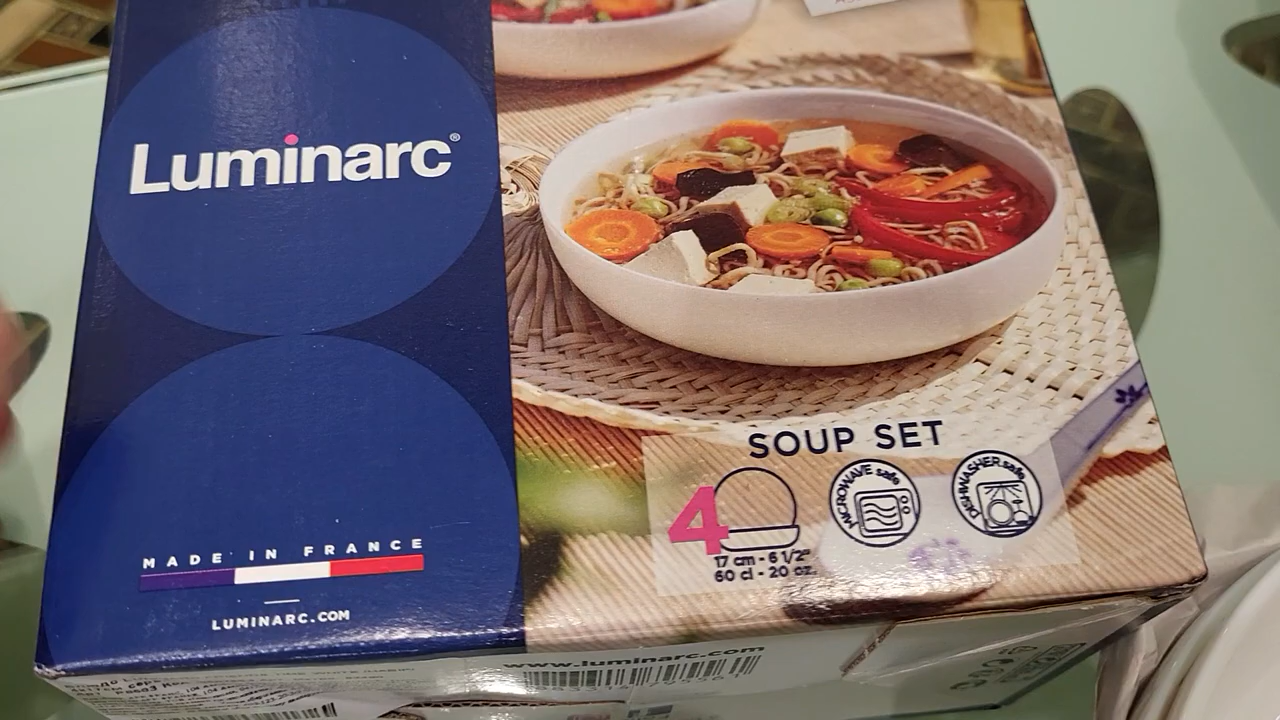 Luminarc®
MADE IN FRANCE
LUMINARC.COM
SOUP SET
4
17 cm - 6 1/2"
60 cl - 20 oz.
MICROWAVE safe
DISHWASHER safe
www.luminarc.com